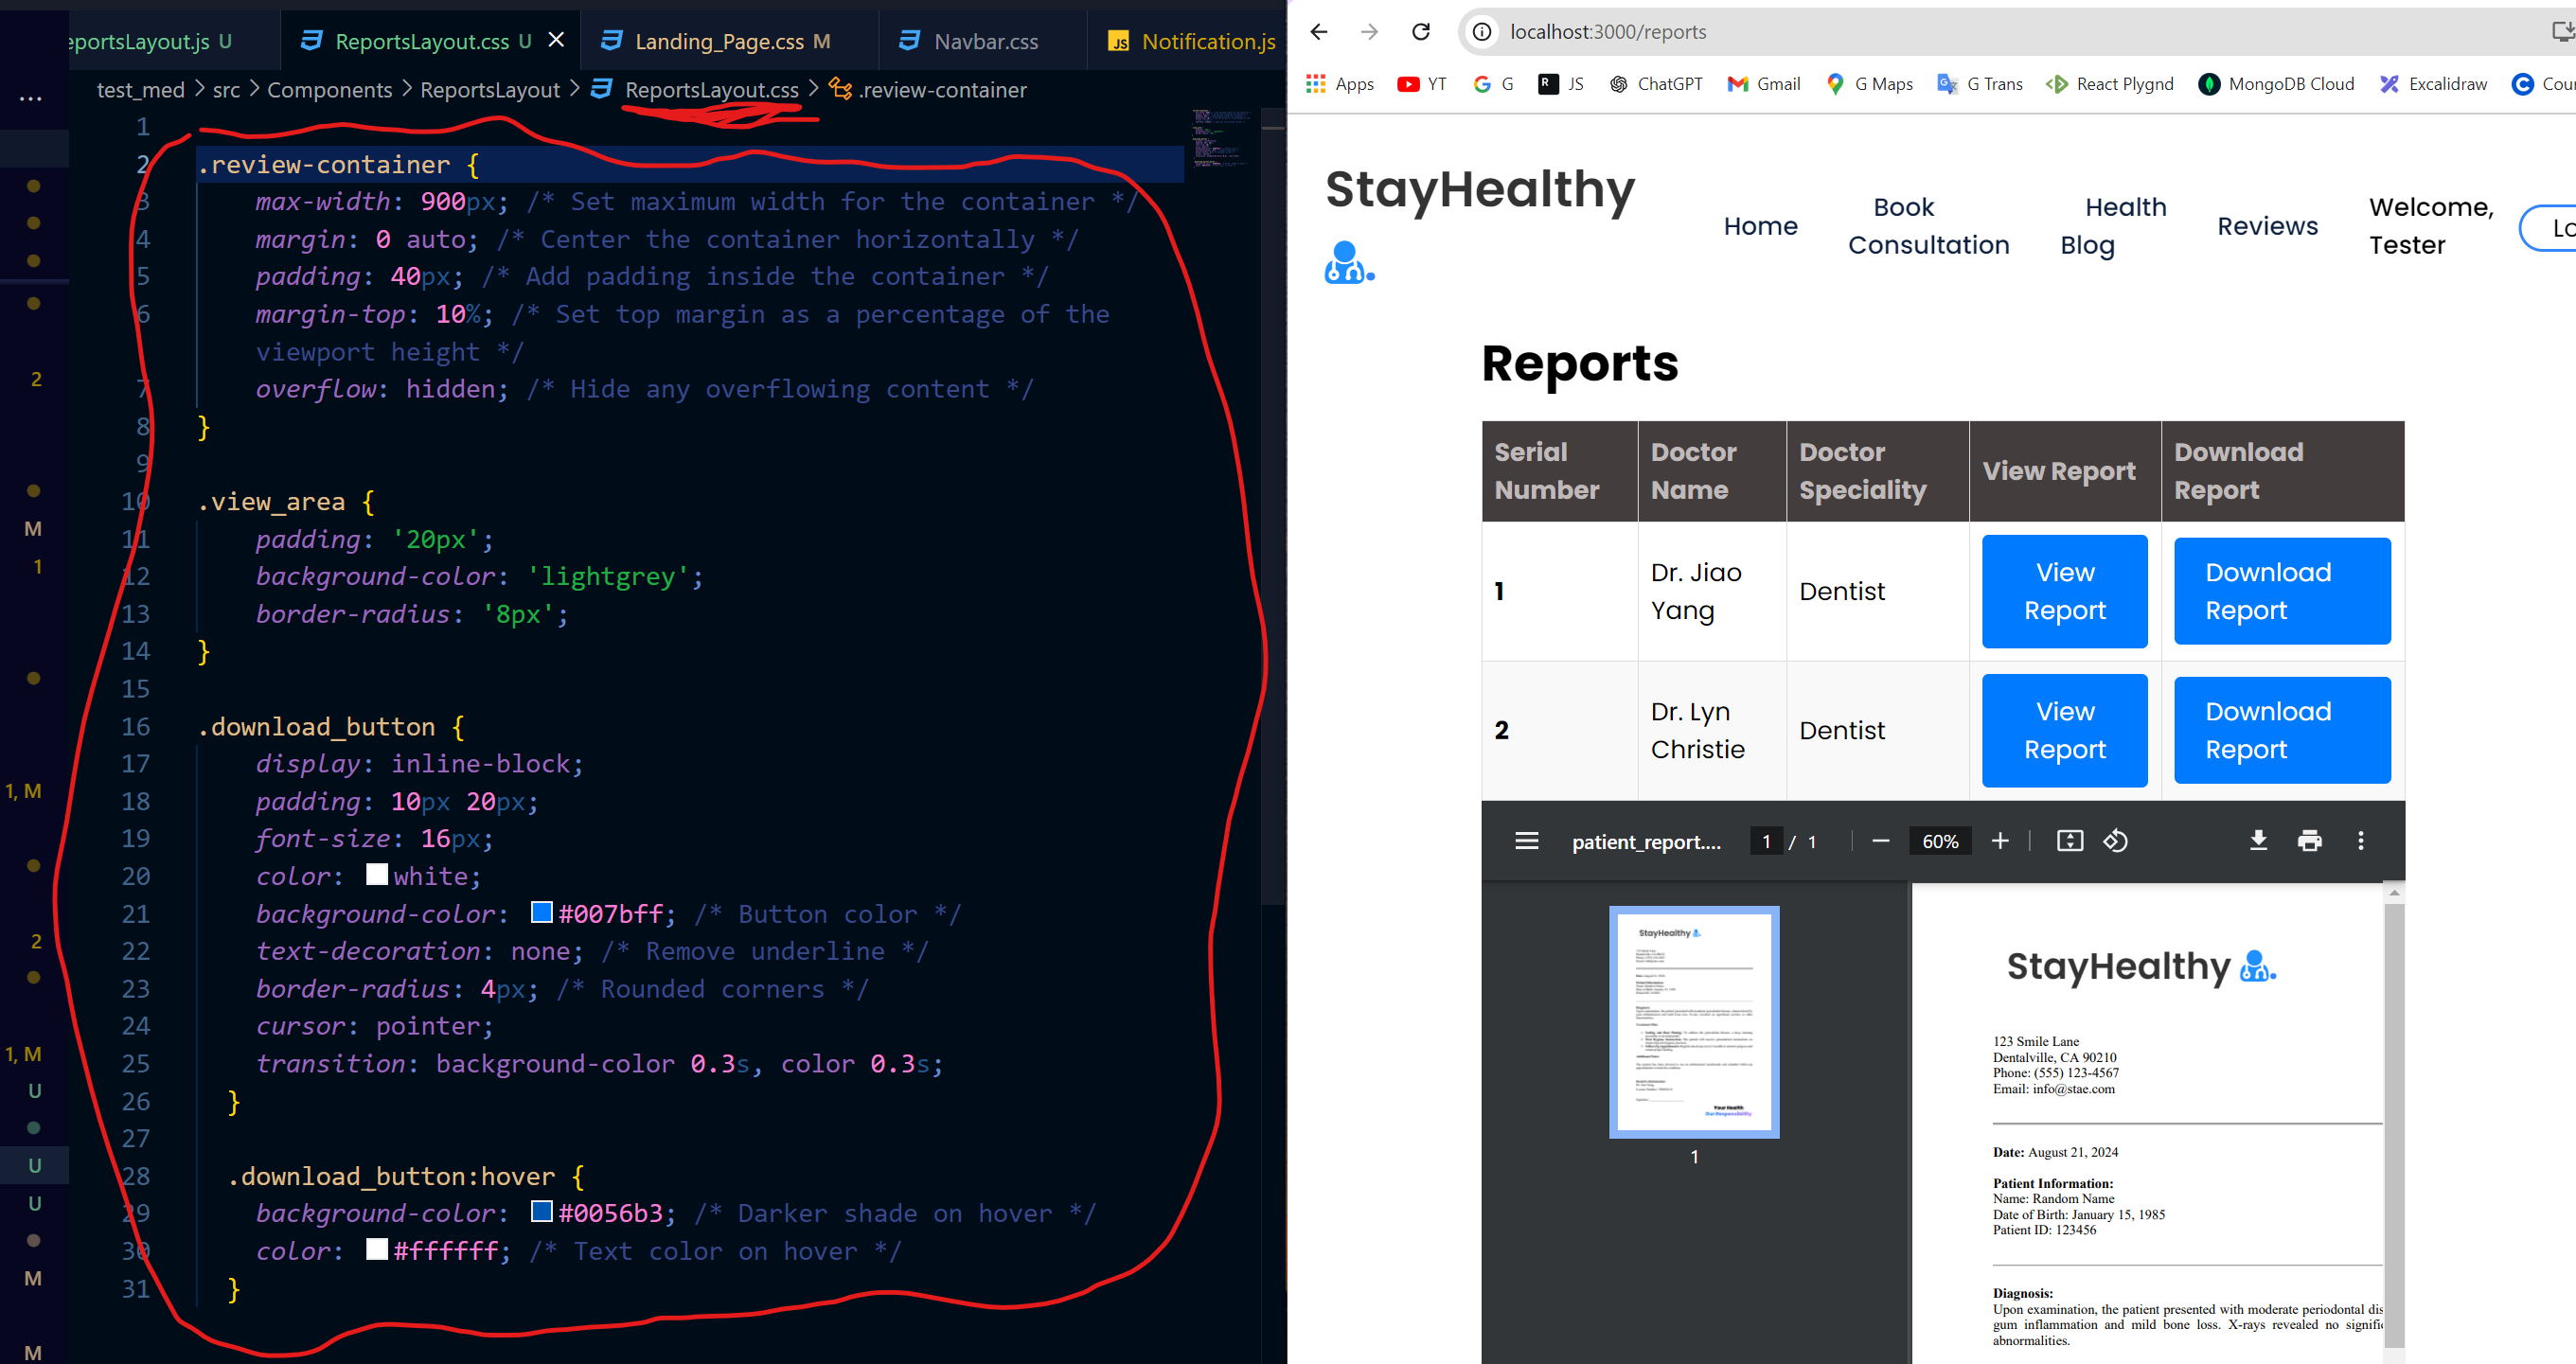 eportsLayout.js U
ReportsLayout.css U
Landing_Page.css M
Navbar.css
JS Notification.js
test_med > src > Components > ReportsLayout > ReportsLayout.css > .review-container
1
2 .review-container {
3 max-width: 900px; /* Set maximum width for the container */
4 margin: 0 auto; /* Center the container horizontally */
5 padding: 40px; /* Add padding inside the container */
6 margin-top: 10%; /* Set top margin as a percentage of the
viewport height */
7 overflow: hidden; /* Hide any overflowing content */
8 }
9
10 .view_area {
11 padding: '20px';
12 background-color: 'lightgrey';
13 border-radius: '8px';
14 }
15
16 .download_button {
17 display: inline-block;
18 padding: 10px 20px;
19 font-size: 16px;
20 color: white;
21 background-color: #007bff; /* Button color */
22 text-decoration: none; /* Remove underline */
23 border-radius: 4px; /* Rounded corners */
24 cursor: pointer;
25 transition: background-color 0.3s, color 0.3s;
26 }
27
28 .download_button:hover {
29 background-color: #0056b3; /* Darker shade on hover */
30 color: #ffffff; /* Text color on hover */
31 }
2
M
1
1, M
2
1, M
U
U
U
M
M
localhost:3000/reports
Apps YT G JS ChatGPT Gmail G Maps G Trans React Plygnd MongoDB Cloud Excalidraw Cou
StayHealthy
Home
Book
Consultation
Health
Blog
Reviews
Welcome,
Tester
Lo
Reports
Serial
Number
Doctor
Name
Doctor
Speciality
View Report
Download
Report
1
Dr. Jiao
Yang
Dentist
View
Report
Download
Report
2
Dr. Lyn
Christie
Dentist
View
Report
Download
Report
patient_report.... 1 / 1 60%
StayHealthy
Your Health
Our Responsibility
1
StayHealthy
123 Smile Lane
Dentalville, CA 90210
Phone: (555) 123-4567
Email: info@stae.com
Date: August 21, 2024
Patient Information:
Name: Random Name
Date of Birth: January 15, 1985
Patient ID: 123456
Diagnosis:
Upon examination, the patient presented with moderate periodontal dis
gum inflammation and mild bone loss. X-rays revealed no signifi
abnormalities.